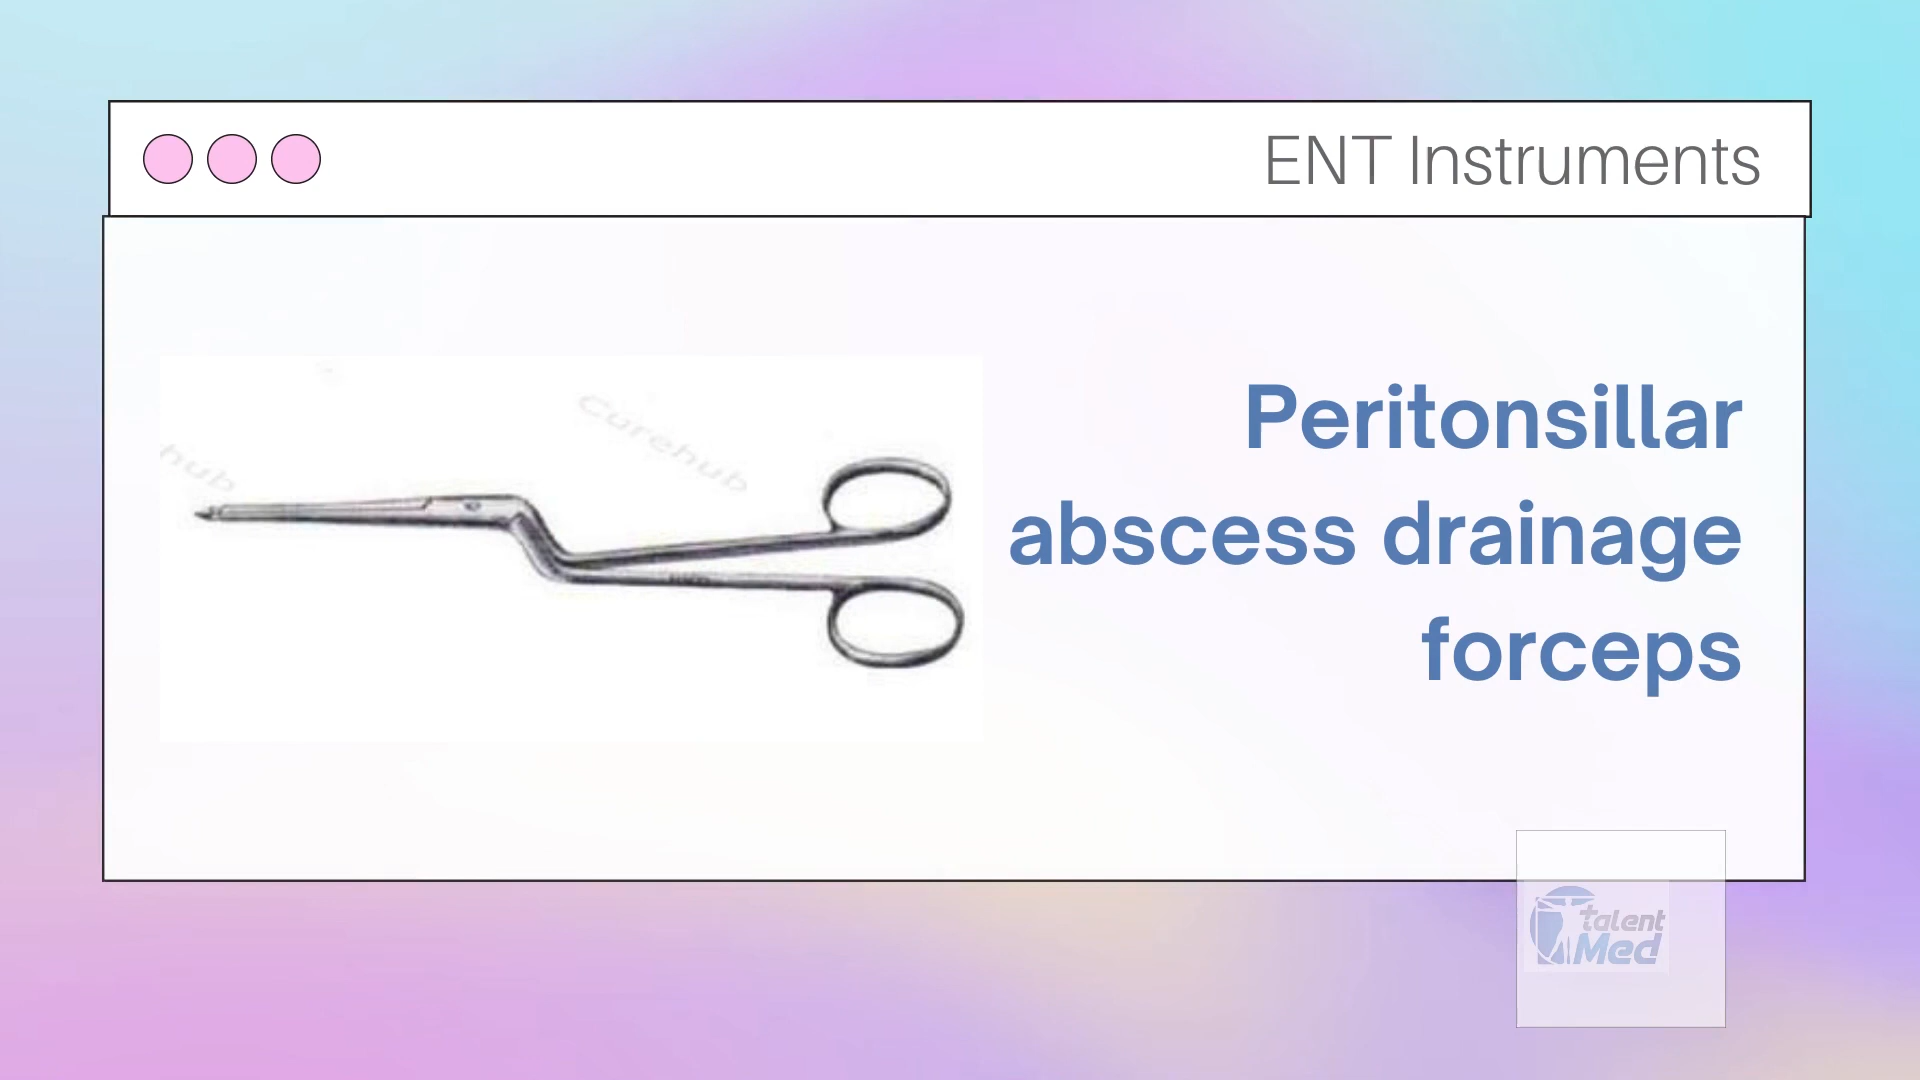 ENT Instruments
Curehub
hub
Peritonsillar
abscess drainage
forceps
talent
Med